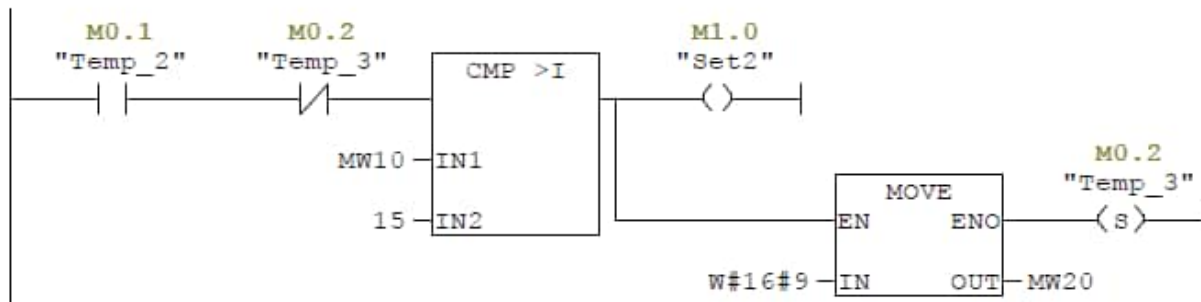 M0.1 M0.2 M1.0
"Temp_2" "Temp_3" "Set2"
CMP >I
MW10 IN1
15 IN2
M0.2
"Temp_3"
MOVE
EN ENO S
W#16#9 IN OUT MW20